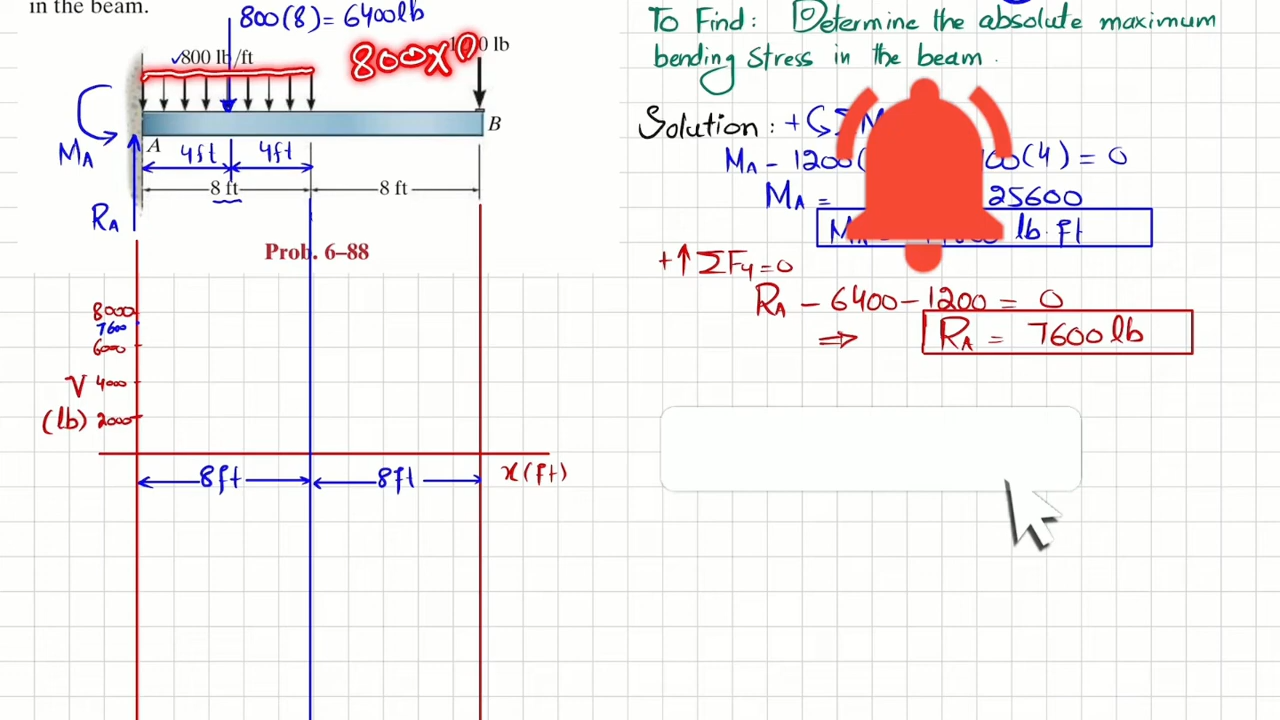 in the beam.
800(8) = 6400lb
✓800 lb/ft
800x
lb
MA
A
B
4ft
4ft
8 ft
8 ft
RA
Prob. 6–88
8000
7600
6000
V 4000
(lb) 2000
8ft
8ft
x(ft)
To Find: Determine the absolute maximum
bending stress in the beam.
Solution: +
MA - 1200( (4) = 0
MA = 25600
lb.ft
+↑ ΣFy=0
RA - 6400 - 1200 = 0
⇒ RA = 7600 lb